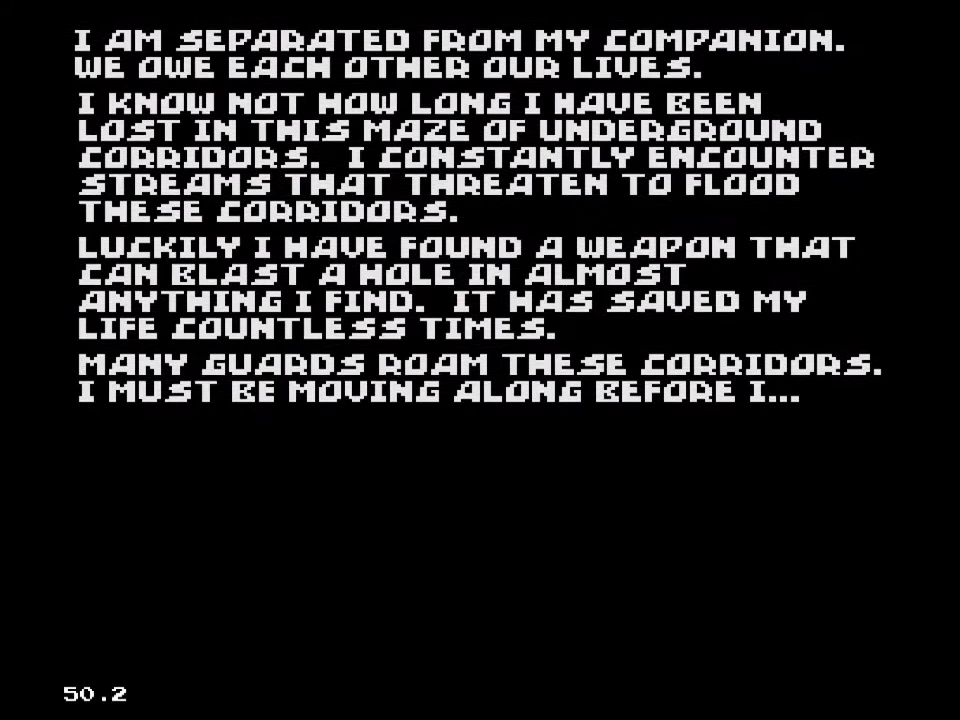 I AM SEPARATED FROM MY COMPANION.
WE OWE EACH OTHER OUR LIVES.
I KNOW NOT HOW LONG I HAVE BEEN
LOST IN THIS MAZE OF UNDERGROUND
CORRIDORS.  I CONSTANTLY ENCOUNTER
STREAMS THAT THREATEN TO FLOOD
THESE CORRIDORS.
LUCKILY I HAVE FOUND A WEAPON THAT
CAN BLAST A HOLE IN ALMOST
ANYTHING I FIND.  IT HAS SAVED MY
LIFE COUNTLESS TIMES.
MANY GUARDS ROAM THESE CORRIDORS.
I MUST BE MOVING ALONG BEFORE I...
50.2